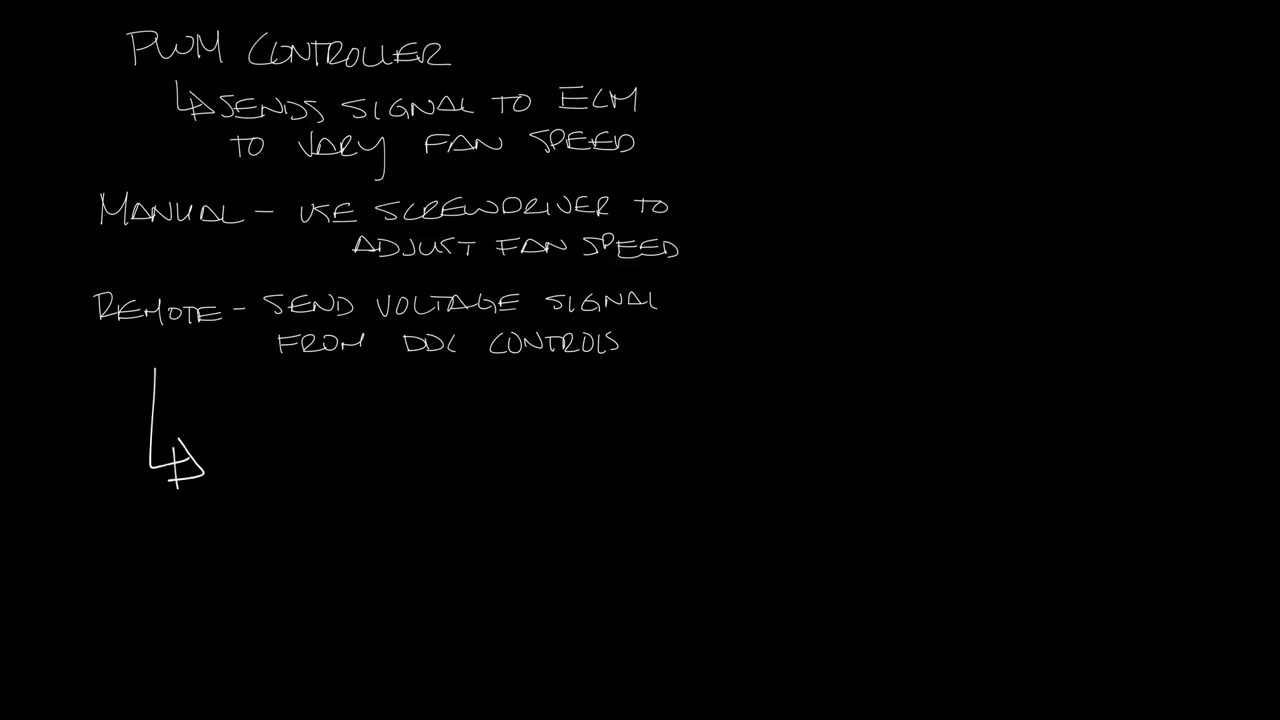 PWM CONTROLLER
SENDS SIGNAL TO ECM
TO VARY FAN SPEED
MANUAL - USE SCREWDRIVER TO
ADJUST FAN SPEED
REMOTE - SEND VOLTAGE SIGNAL
FROM DDC CONTROLS